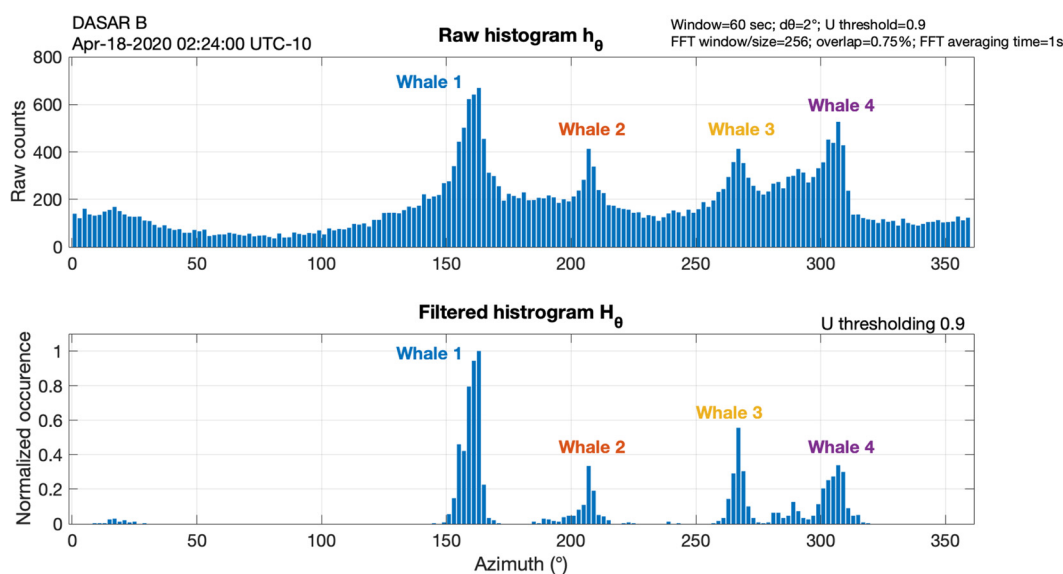 DASAR B
Apr-18-2020 02:24:00 UTC-10
Raw histogram hθ
Window=60 sec; dθ=2°; U threshold=0.9
FFT window/size=256; overlap=0.75%; FFT averaging time=1s
Raw counts
800
600
400
200
0
Whale 1
Whale 2
Whale 3
Whale 4
0 50 100 150 200 250 300 350
Filtered histrogram Hθ
U thresholding 0.9
Normalized occurence
1
0.8
0.6
0.4
0.2
0
Whale 1
Whale 2
Whale 3
Whale 4
0 50 100 150 200 250 300 350
Azimuth (°)